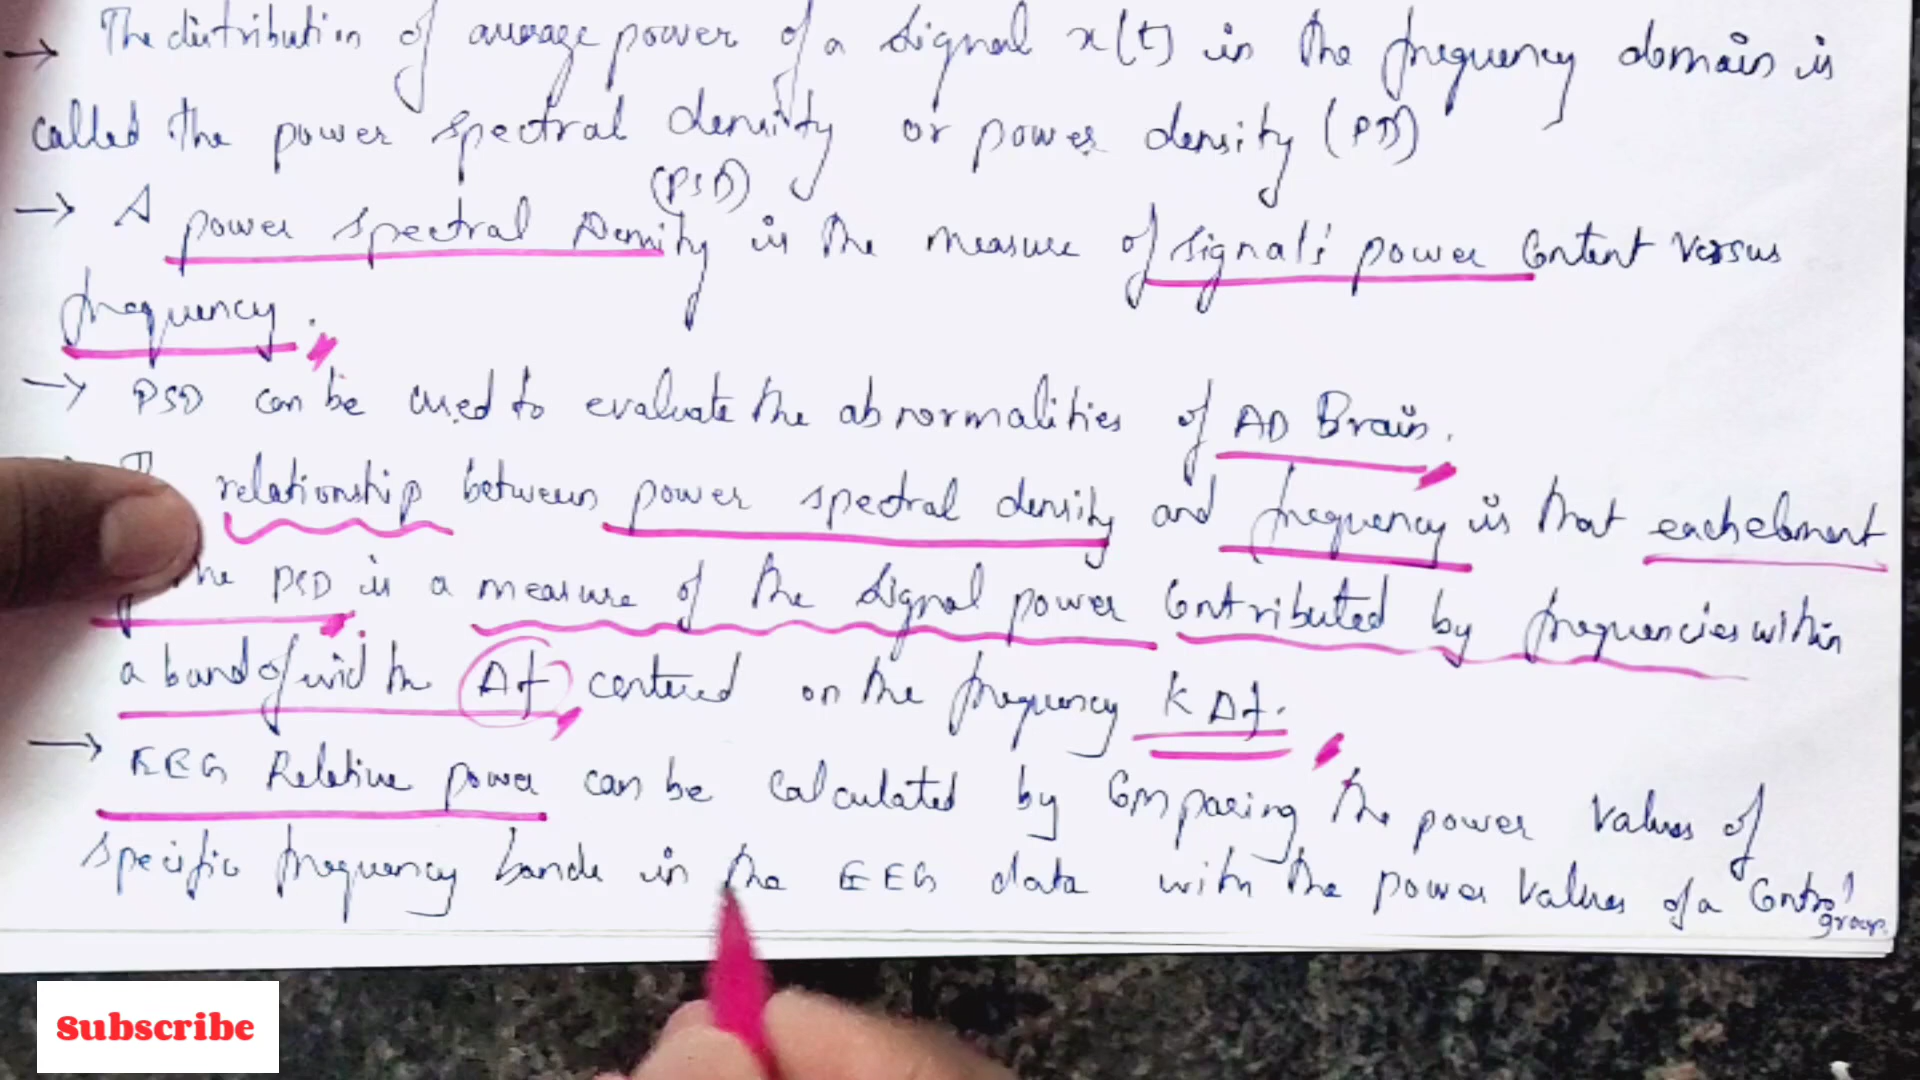 → The distribution of average power of a signal x(t) in the frequency domain is
called the power spectral density or power density (PD)
(PSD)
→ A power spectral Density is the measure of signal's power Content Versus
frequency.
→ PSD can be used to evaluate the abnormalities of AD Brain.
relationship between power spectral density and frequency is that each element
the PSD is a measure of the signal power Contributed by frequencies within
a band of width Δf centered on the frequency K Δf.
→ EEG Relative power can be calculated by Comparing the power Values of
specific frequency bands in the EEG data with the power Values of a Control
group.
Subscribe